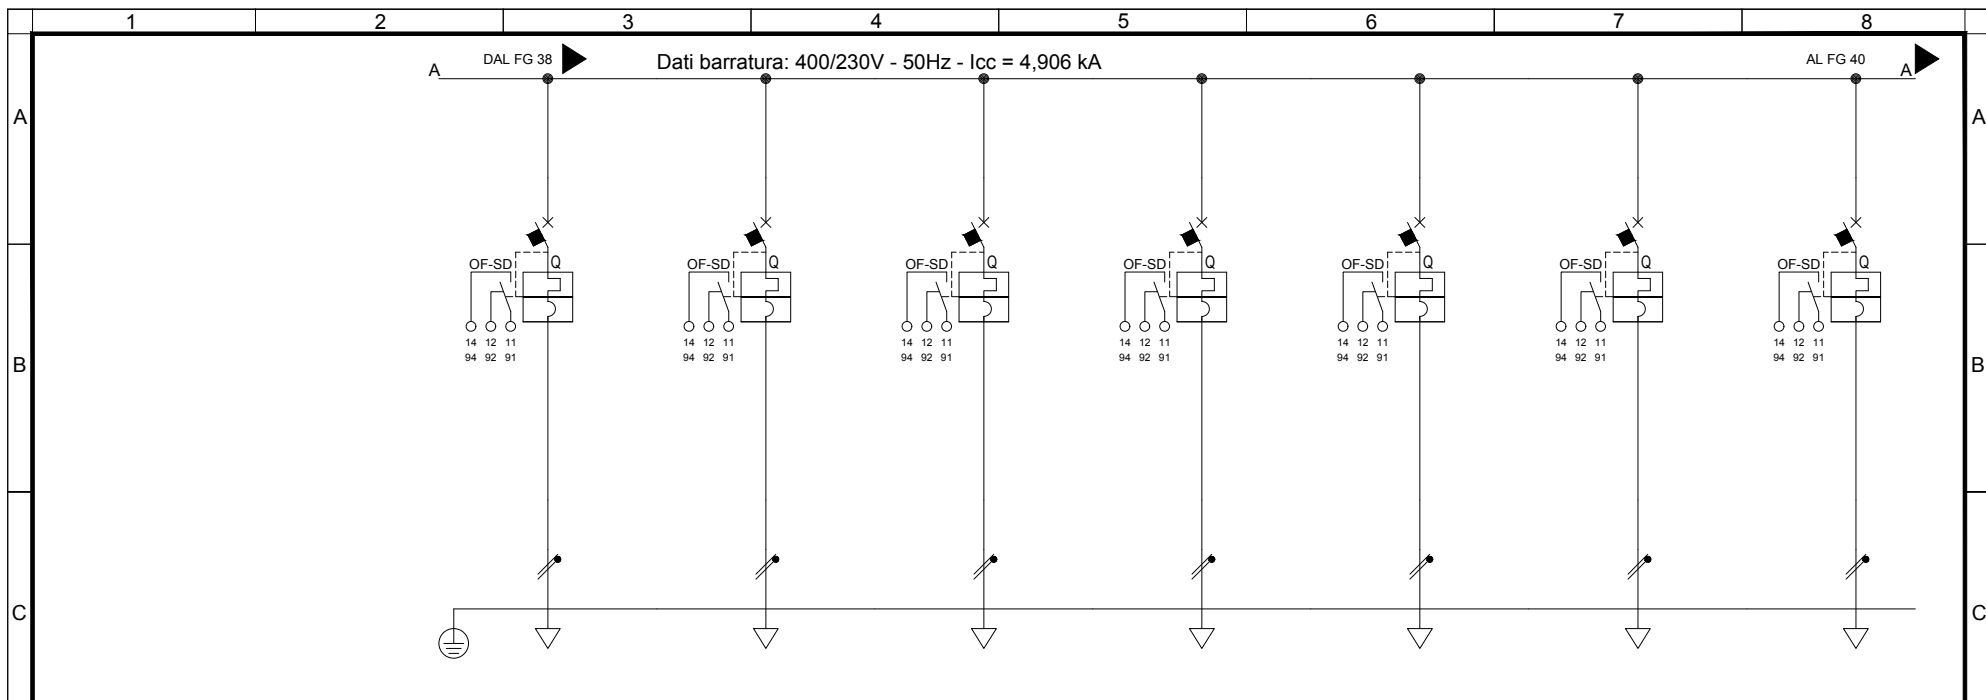 1 2 3 4 5 6 7 8
DAL FG 38 Dati barratura: 400/230V - 50Hz - Icc = 4,906 kA AL FG 40
A A
A A
OF-SD Q OF-SD Q OF-SD Q OF-SD Q OF-SD Q OF-SD Q OF-SD Q
14 12 11 14 12 11 14 12 11 14 12 11 14 12 11 14 12 11 14 12 11
94 92 91 94 92 91 94 92 91 94 92 91 94 92 91 94 92 91 94 92 91
B B
C C